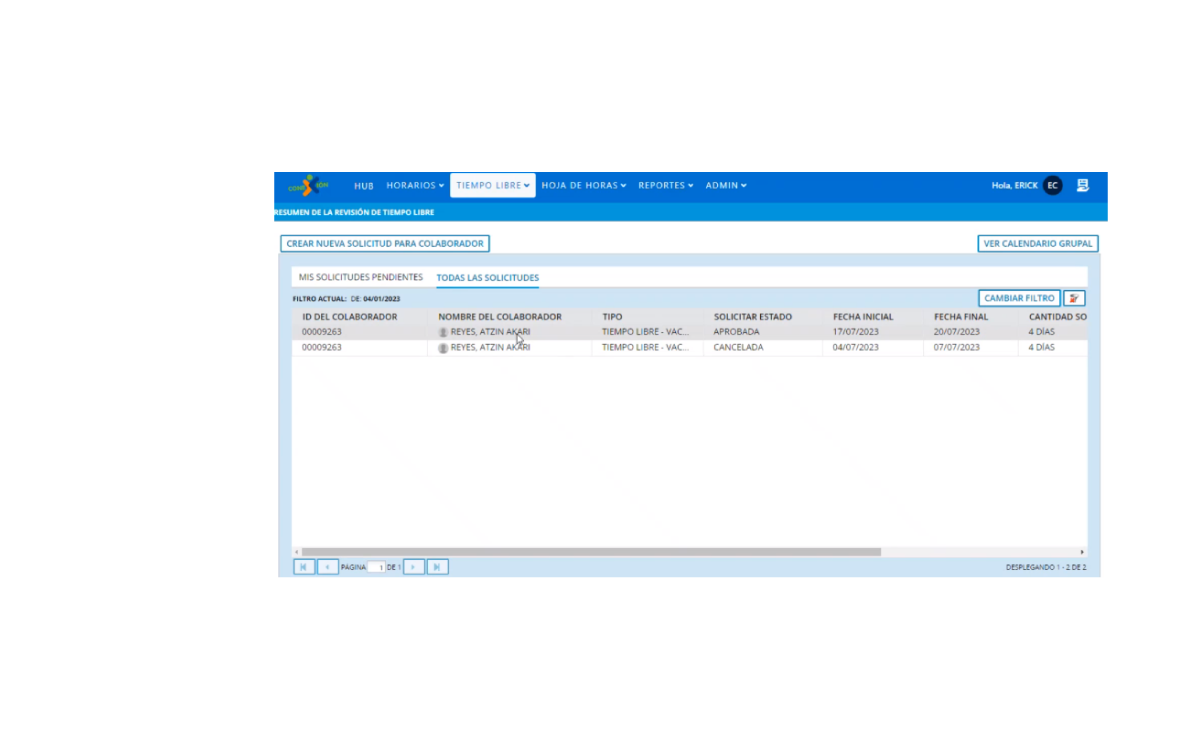 CONEXIÓN HUB HORARIOS TIEMPO LIBRE HOJA DE HORAS REPORTES ADMIN Hola, ERICK EC
RESUMEN DE LA REVISIÓN DE TIEMPO LIBRE
CREAR NUEVA SOLICITUD PARA COLABORADOR VER CALENDARIO GRUPAL
MIS SOLICITUDES PENDIENTES TODAS LAS SOLICITUDES
FILTRO ACTUAL: DE: 04/01/2023 CAMBIAR FILTRO
ID DEL COLABORADOR NOMBRE DEL COLABORADOR TIPO SOLICITAR ESTADO FECHA INICIAL FECHA FINAL CANTIDAD SO
00009263 REYES, ATZIN AKARI TIEMPO LIBRE - VAC... APROBADA 17/07/2023 20/07/2023 4 DÍAS
00009263 REYES, ATZIN AKARI TIEMPO LIBRE - VAC... CANCELADA 04/07/2023 07/07/2023 4 DÍAS
PÁGINA 1 DE 1 DESPLEGANDO 1 - 2 DE 2